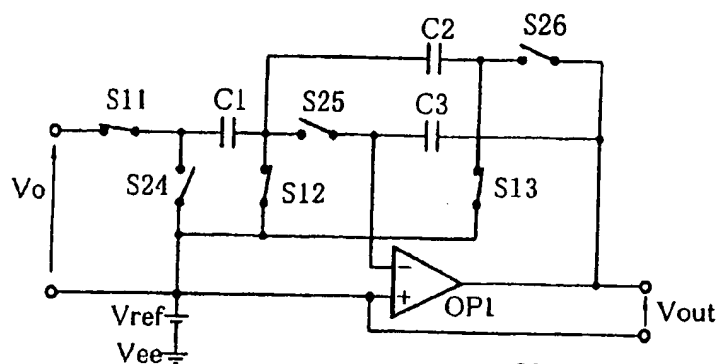 C2
S26
S11
C1
S25
C3
Vo
S24
S12
S13
OP1
Vref
Vout
Vee